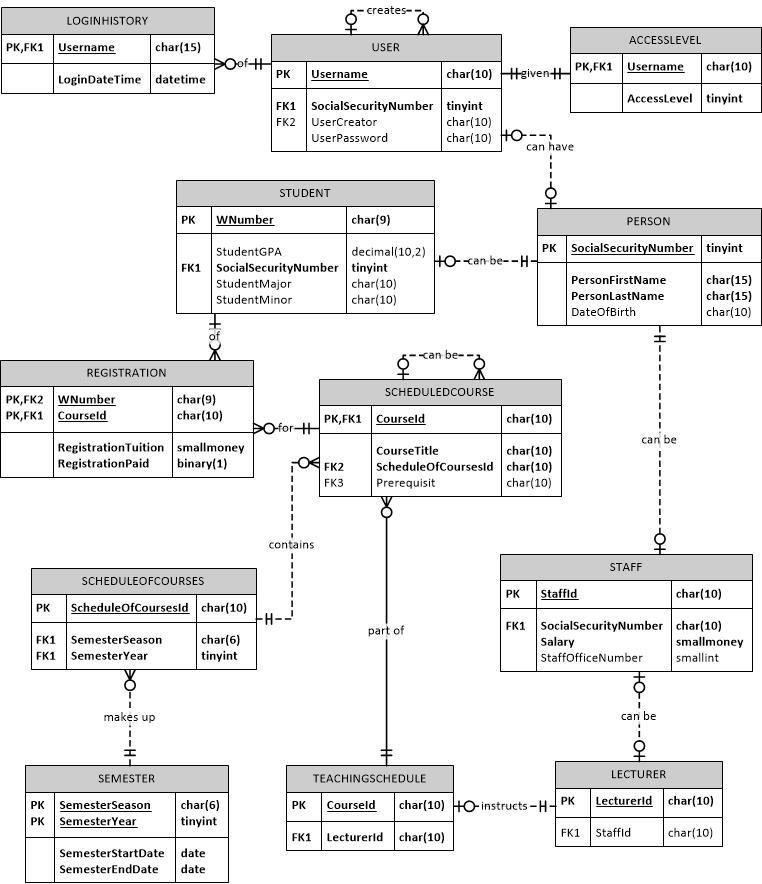 creates
LOGINHISTORY
PK,FK1 Username char(15)
LoginDateTime datetime
of
USER
PK Username char(10)
FK1 SocialSecurityNumber tinyint
FK2 UserCreator char(10)
UserPassword char(10)
given
ACCESSLEVEL
PK,FK1 Username char(10)
AccessLevel tinyint
can have
STUDENT
PK WNumber char(9)
StudentGPA decimal(10,2)
FK1 SocialSecurityNumber tinyint
StudentMajor char(10)
StudentMinor char(10)
can be
PERSON
PK SocialSecurityNumber tinyint
PersonFirstName char(15)
PersonLastName char(15)
DateOfBirth char(10)
of
can be
REGISTRATION
PK,FK2 WNumber char(9)
PK,FK1 CourseId char(10)
RegistrationTuition smallmoney
RegistrationPaid binary(1)
for
SCHEDULEDCOURSE
PK,FK1 CourseId char(10)
CourseTitle char(10)
FK2 ScheduleOfCoursesId char(10)
FK3 Prerequisit char(10)
can be
contains
SCHEDULEOFCOURSES
PK ScheduleOfCoursesId char(10)
FK1 SemesterSeason char(6)
FK1 SemesterYear tinyint
part of
STAFF
PK StaffId char(10)
FK1 SocialSecurityNumber char(10)
Salary smallmoney
StaffOfficeNumber smallint
makes up
can be
SEMESTER
PK SemesterSeason char(6)
PK SemesterYear tinyint
SemesterStartDate date
SemesterEndDate date
TEACHINGSCHEDULE
PK CourseId char(10)
FK1 LecturerId char(10)
instructs
LECTURER
PK LecturerId char(10)
FK1 StaffId char(10)